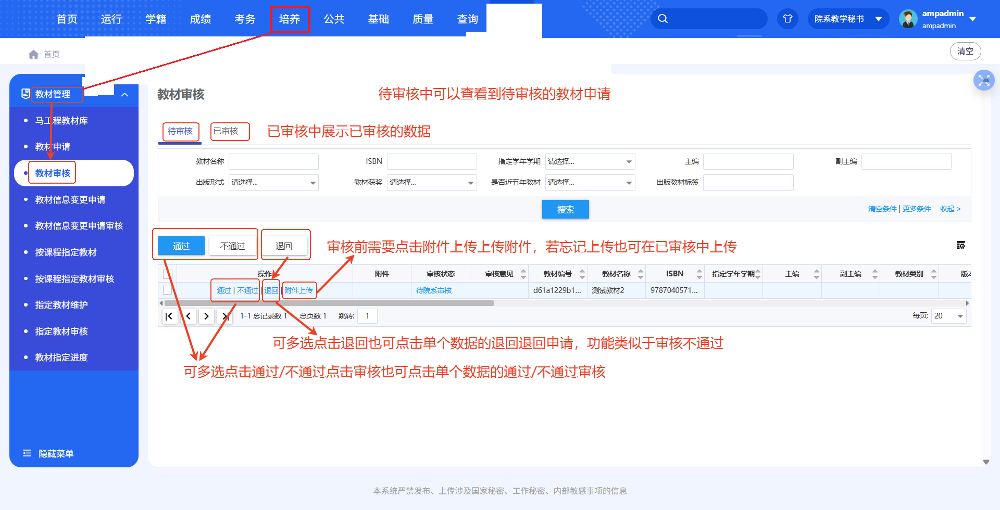 首页 运行 学籍 成绩 考务 培养 公共 基础 质量 查询 院系教学秘书 ampadmin
ampadmin
首页 清空
教材管理
马工程教材库
教材申请
教材审核
教材信息变更申请
教材信息变更申请审核
按课程指定教材
按课程指定教材审核
指定教材维护
指定教材审核
教材指定进度
隐藏菜单
教材审核
待审核中可以查看到待审核的教材申请
待审核 已审核 已审核中展示已审核的数据
教材名称 ISBN 指定学年学期 请选择... 主编 副主编
出版形式 请选择... 教材获奖 请选择... 是否近五年教材 请选择... 出版教材标签
搜索 清空条件 | 更多条件 收起 >
通过 不通过 退回 审核前需要点击附件上传上传附件，若忘记上传也可在已审核中上传
操作 附件 审核状态 审核意见 教材编号 教材名称 ISBN 指定学年学期 主编 副主编 教材类别
通过 | 不通过 | 退回 | 附件上传 待院系审核 d61a1229b1... 测试教材2 9787040571...
1-1 总记录数 1 总页数 1 跳转: 1 每页: 20
可多选点击退回也可点击单个数据的退回退回申请，功能类似于审核不通过
可多选点击通过/不通过点击审核也可点击单个数据的通过/不通过审核
本系统严禁发布、上传涉及国家秘密、工作秘密、内部敏感事项的信息